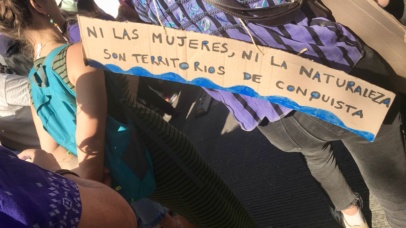 NI LAS MUJERES, NI LA NATURALEZA
SON TERRITORIOS DE CONQUISTA